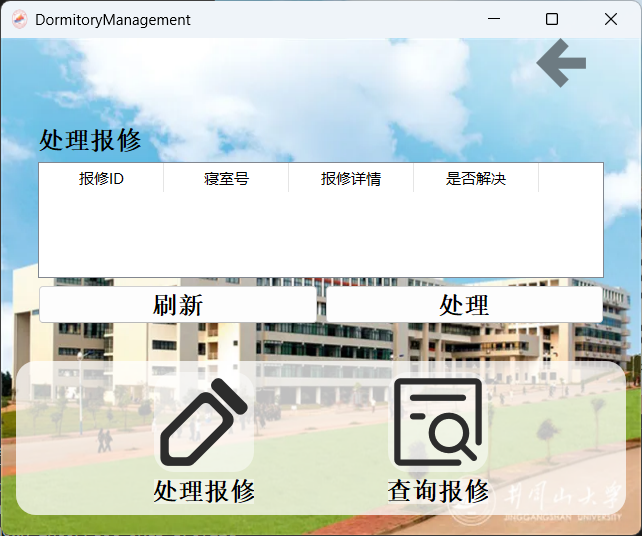 DormitoryManagement
处理报修
报修ID 寝室号 报修详情 是否解决
刷新 处理
处理报修 查询报修
井冈山大学
JINGGANGSHAN UNIVERSITY